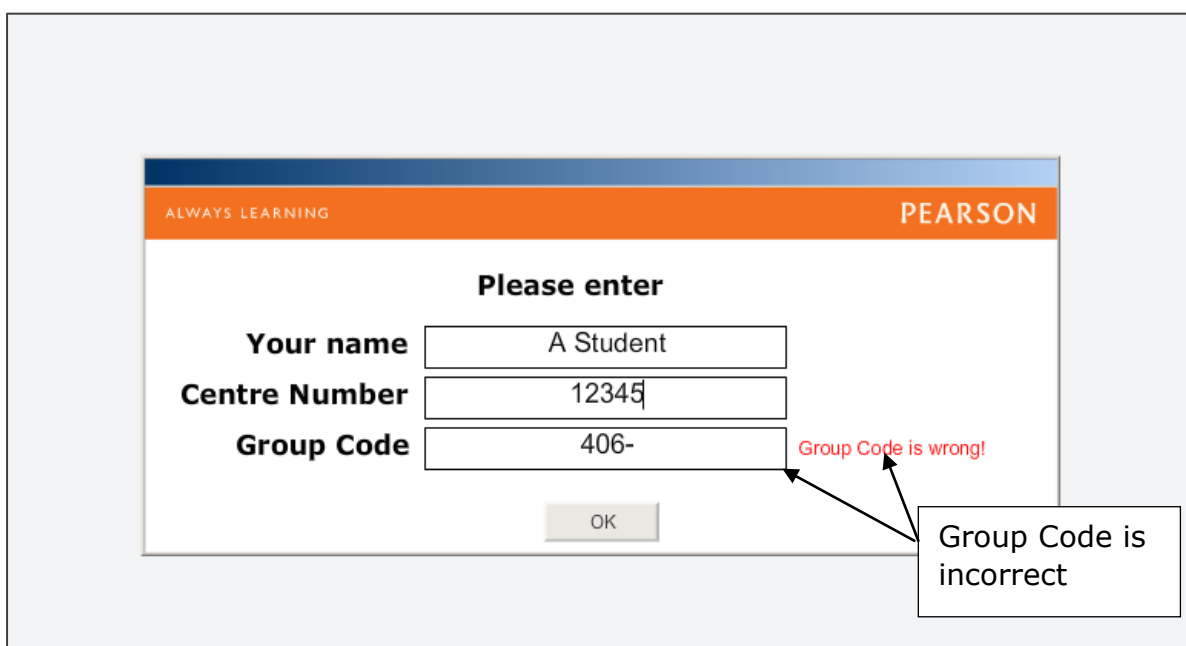 ALWAYS LEARNING PEARSON
Please enter
Your name A Student
Centre Number 12345
Group Code 406- Group Code is wrong!
OK
Group Code is
incorrect